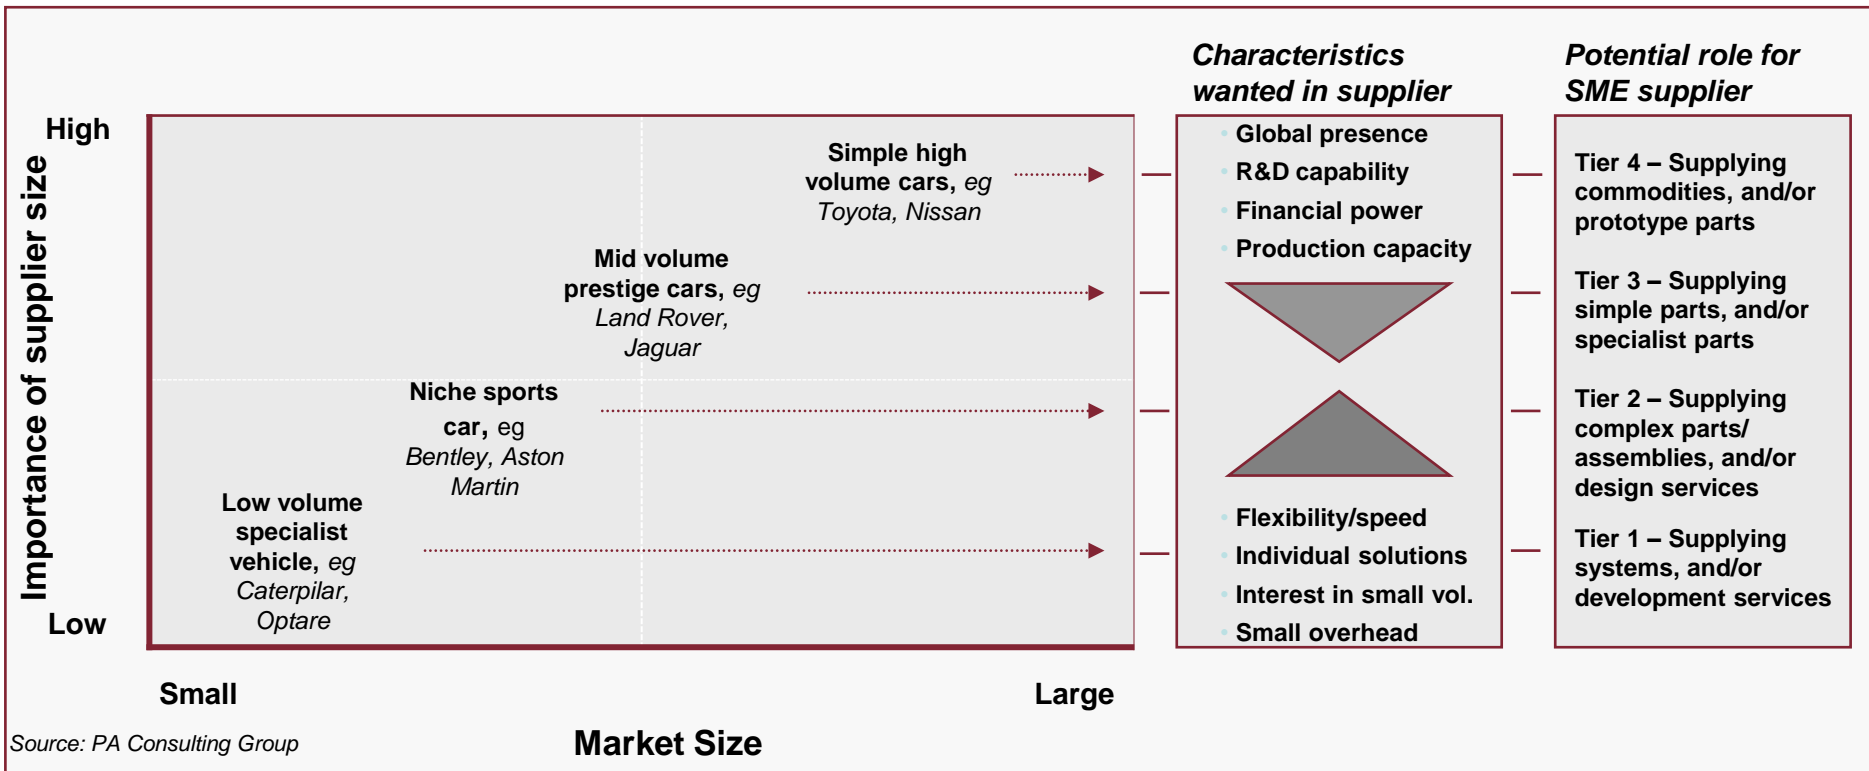 Characteristics
wanted in supplier
Potential role for
SME supplier
High
Importance of supplier size
Low
Simple high
volume cars, eg
Toyota, Nissan
Mid volume
prestige cars, eg
Land Rover,
Jaguar
Niche sports
car, eg
Bentley, Aston
Martin
Low volume
specialist
vehicle, eg
Caterpilar,
Optare
• Global presence
• R&D capability
• Financial power
• Production capacity
• Flexibility/speed
• Individual solutions
• Interest in small vol.
• Small overhead
Tier 4 – Supplying
commodities, and/or
prototype parts
Tier 3 – Supplying
simple parts, and/or
specialist parts
Tier 2 – Supplying
complex parts/
assemblies, and/or
design services
Tier 1 – Supplying
systems, and/or
development services
Small
Large
Market Size
Source: PA Consulting Group